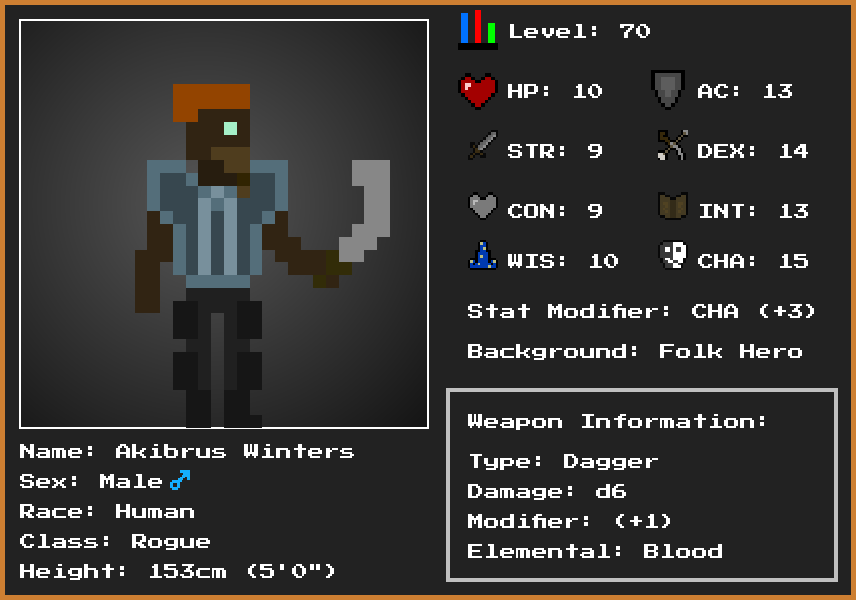 Level: 70
HP: 10 AC: 13
STR: 9 DEX: 14
CON: 9 INT: 13
WIS: 10 CHA: 15
Stat Modifier: CHA (+3)
Background: Folk Hero
Weapon Information:
Type: Dagger
Damage: d6
Modifier: (+1)
Elemental: Blood
Name: Akibrus Winters
Sex: Male ♂
Race: Human
Class: Rogue
Height: 153cm (5'0")